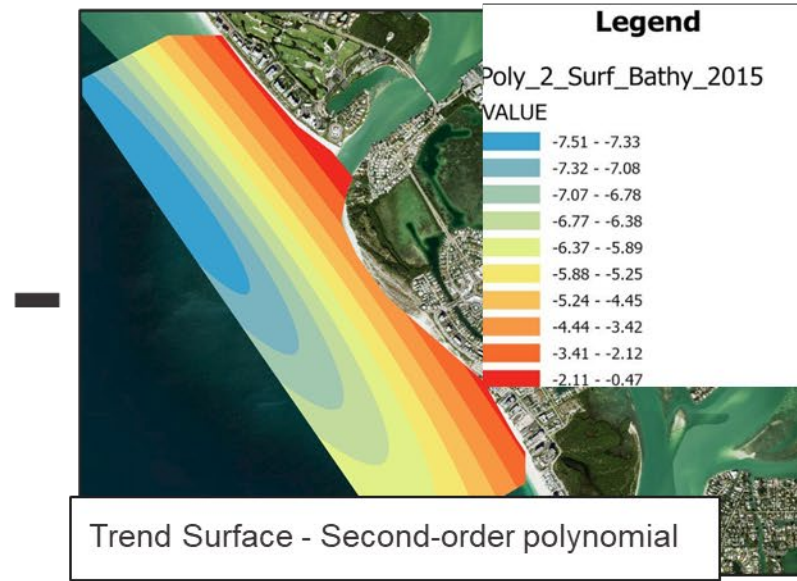 Legend
Poly_2_Surf_Bathy_2015
VALUE
-7.51 - -7.33
-7.32 - -7.08
-7.07 - -6.78
-6.77 - -6.38
-6.37 - -5.89
-5.88 - -5.25
-5.24 - -4.45
-4.44 - -3.42
-3.41 - -2.12
-2.11 - -0.47
Trend Surface - Second-order polynomial